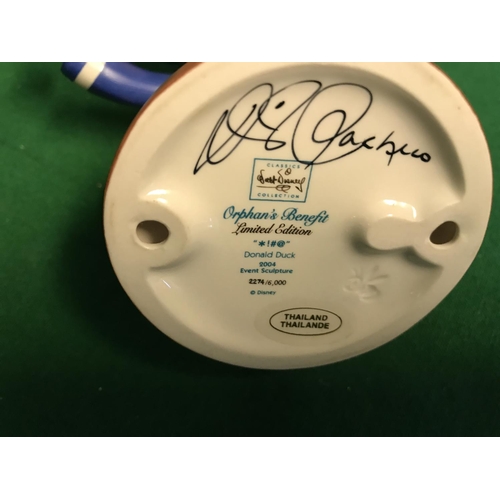 Pacheco
CLASSICS
Walt Disney
COLLECTION
Orphan's Benefit
Limited Edition
"*!#@"
Donald Duck
2004
Event Sculpture
2274/6,000
© Disney
THAILAND
THAILANDE